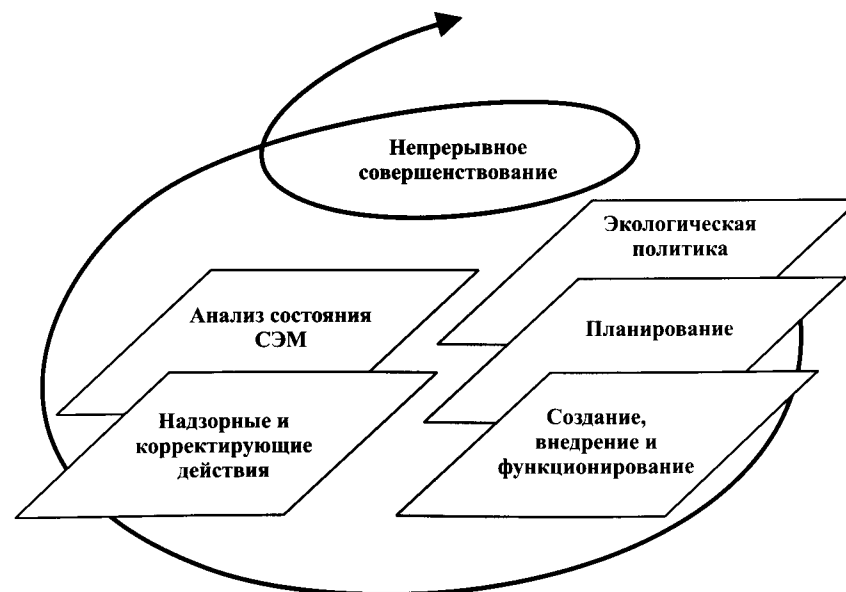 Непрерывное
совершенствование
Экологическая
политика
Анализ состояния
СЭМ
Планирование
Надзорные и
корректирующие
действия
Создание,
внедрение и
функционирование